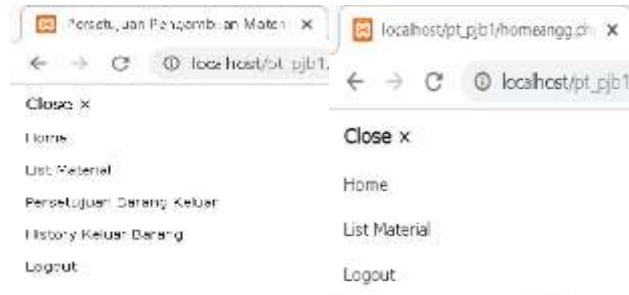 Persetujuan Pengambilan Mater ×
localhost/pt_pjb1
Close ×
Home
List Material
Persetujuan Barang Keluar
History Keluar Barang
Logout
localhost/pt_pjb1/homeangg.ph ×
localhost/pt_pjb1
Close ×
Home
List Material
Logout